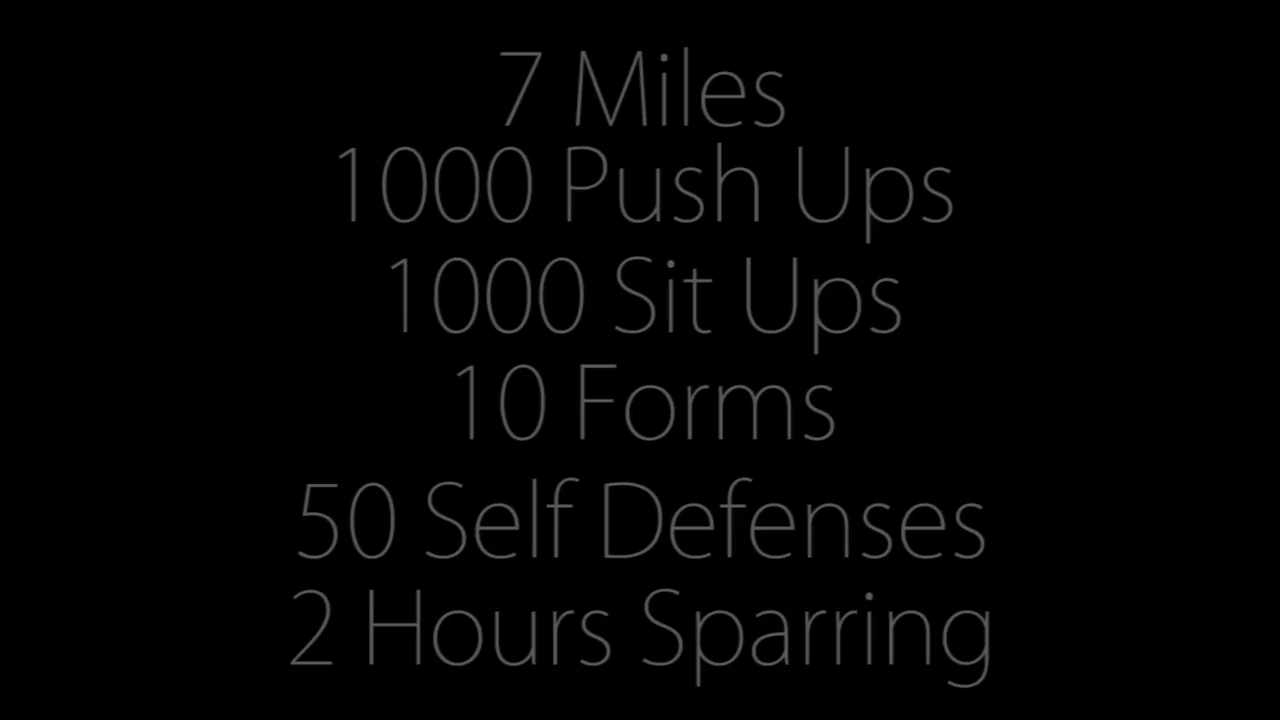 7 Miles
1000 Push Ups
1000 Sit Ups
10 Forms
50 Self Defenses
2 Hours Sparring